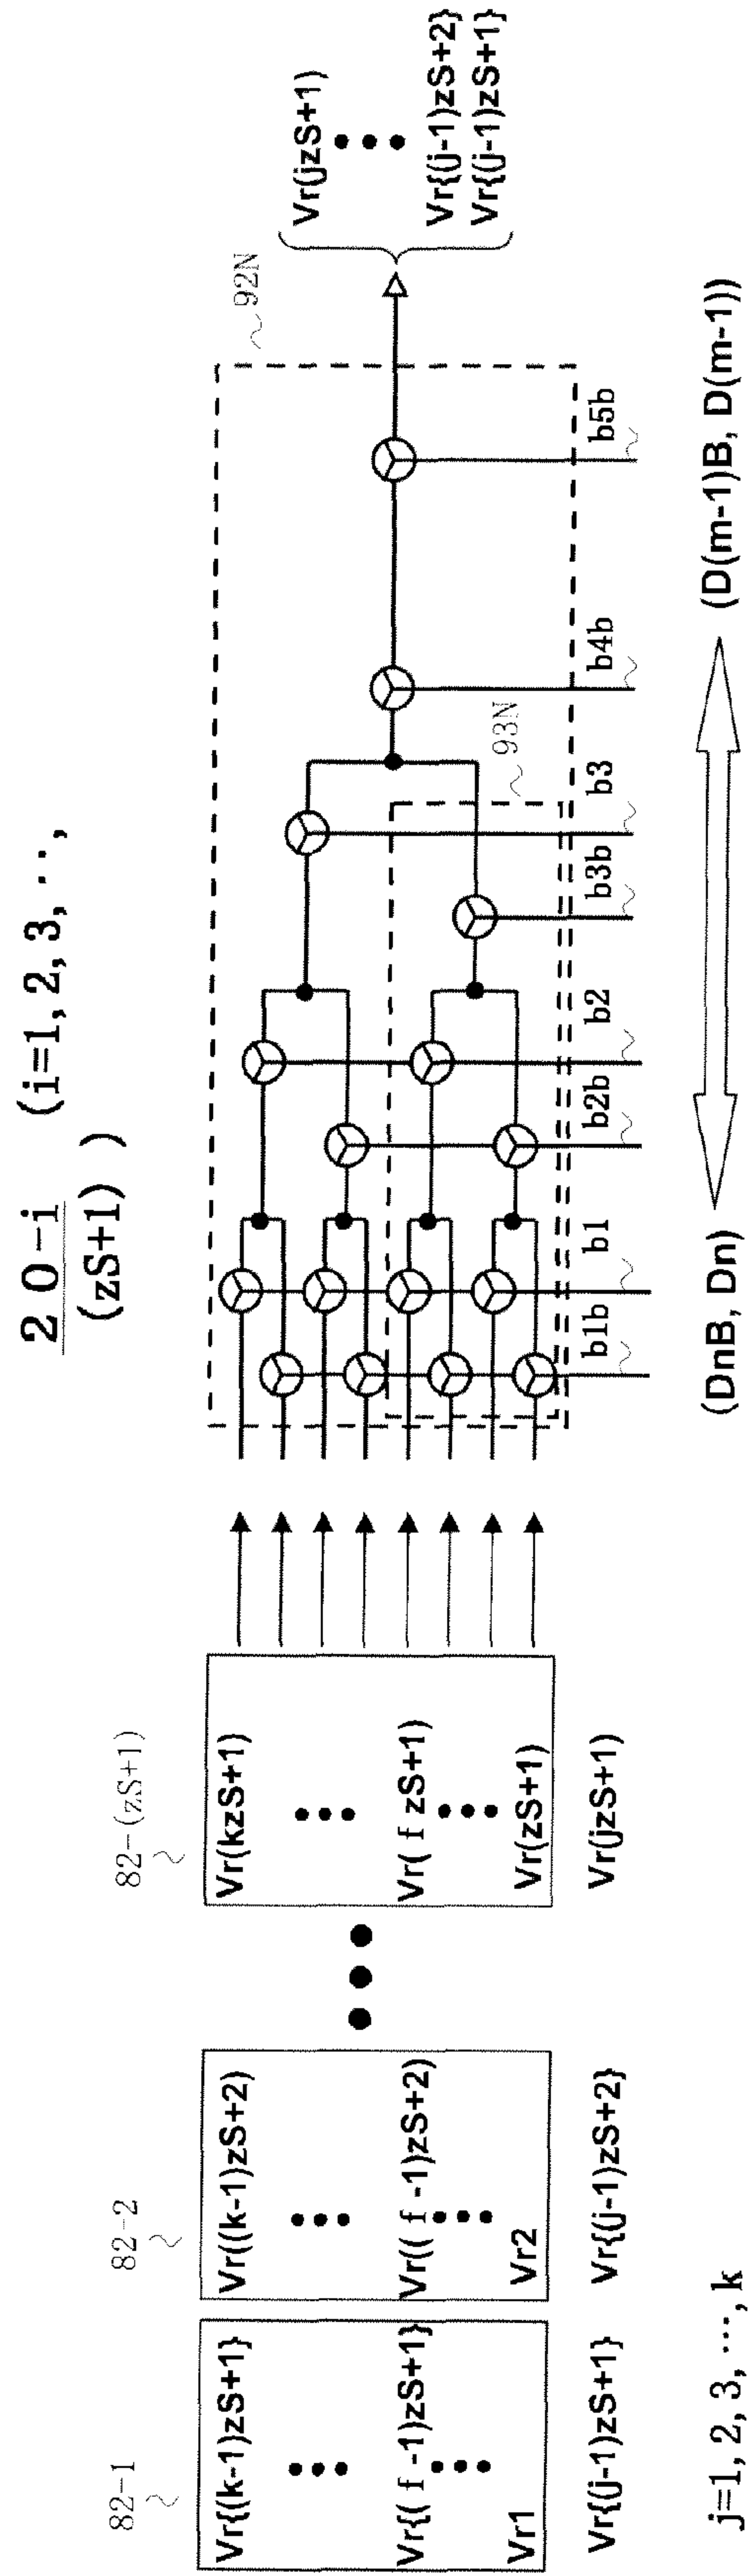 20-i (i=1, 2, 3, ··,
(zS+1) )
82-1
Vr{(k-1)zS+1}
Vr{( f -1)zS+1}
Vr1
Vr{(j-1)zS+1}
82-2
Vr((k-1)zS+2)
Vr(( f -1)zS+2)
Vr2
Vr{(j-1)zS+2}
82-(zS+1)
Vr(kzS+1)
Vr( f zS+1)
Vr(zS+1)
Vr(jzS+1)
92N
93N
b1b
b1
b2b
b2
b3b
b3
b4b
b5b
Vr(jzS+1)
Vr{(j-1)zS+2}
Vr{(j-1)zS+1}
(DnB, Dn)
(D(m-1)B, D(m-1))
j=1, 2, 3, ···, k